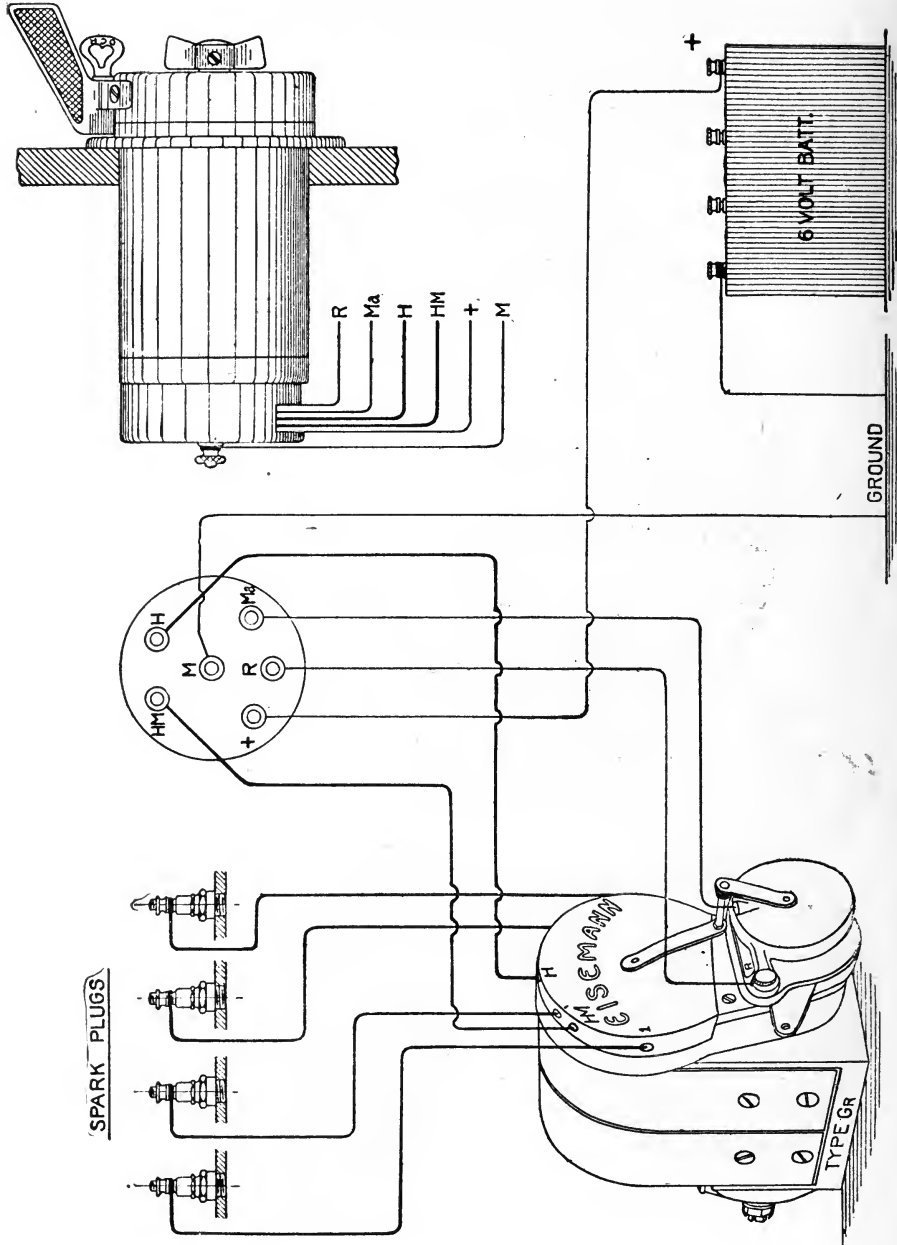 R
Ma
H
HM
+
M
+
6 VOLT BATT.
GROUND
H
Ma
M
R
HM
+
SPARK PLUGS
H
HM
EISEMANN
1
R
TYPE GR